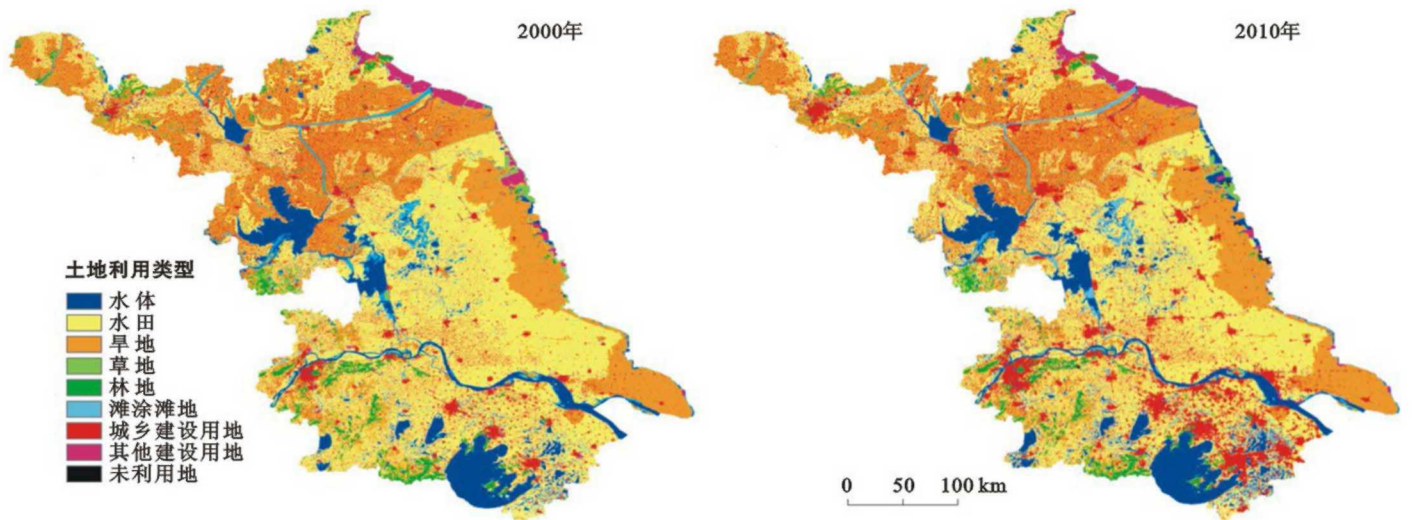 2000年
2010年
土地利用类型
水体
水田
旱地
草地
林地
滩涂滩地
城乡建设用地
其他建设用地
未利用地
0 50 100 km